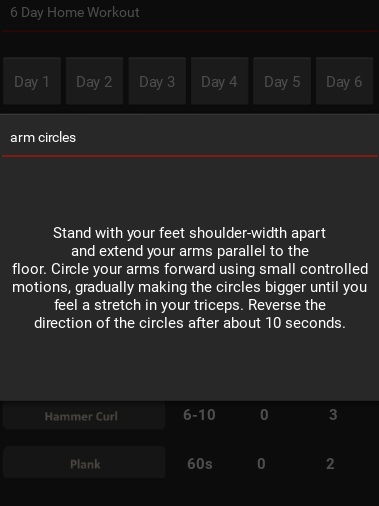 6 Day Home Workout
Day 1 Day 2 Day 3 Day 4 Day 5 Day 6
arm circles
Stand with your feet shoulder-width apart
and extend your arms parallel to the
floor. Circle your arms forward using small controlled
motions, gradually making the circles bigger until you
feel a stretch in your triceps. Reverse the
direction of the circles after about 10 seconds.
Hammer Curl 6-10 0 3
Plank 60s 0 2